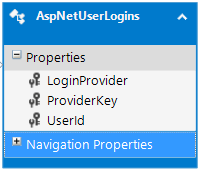 AspNetUserLogins
Properties
LoginProvider
ProviderKey
UserId
Navigation Properties